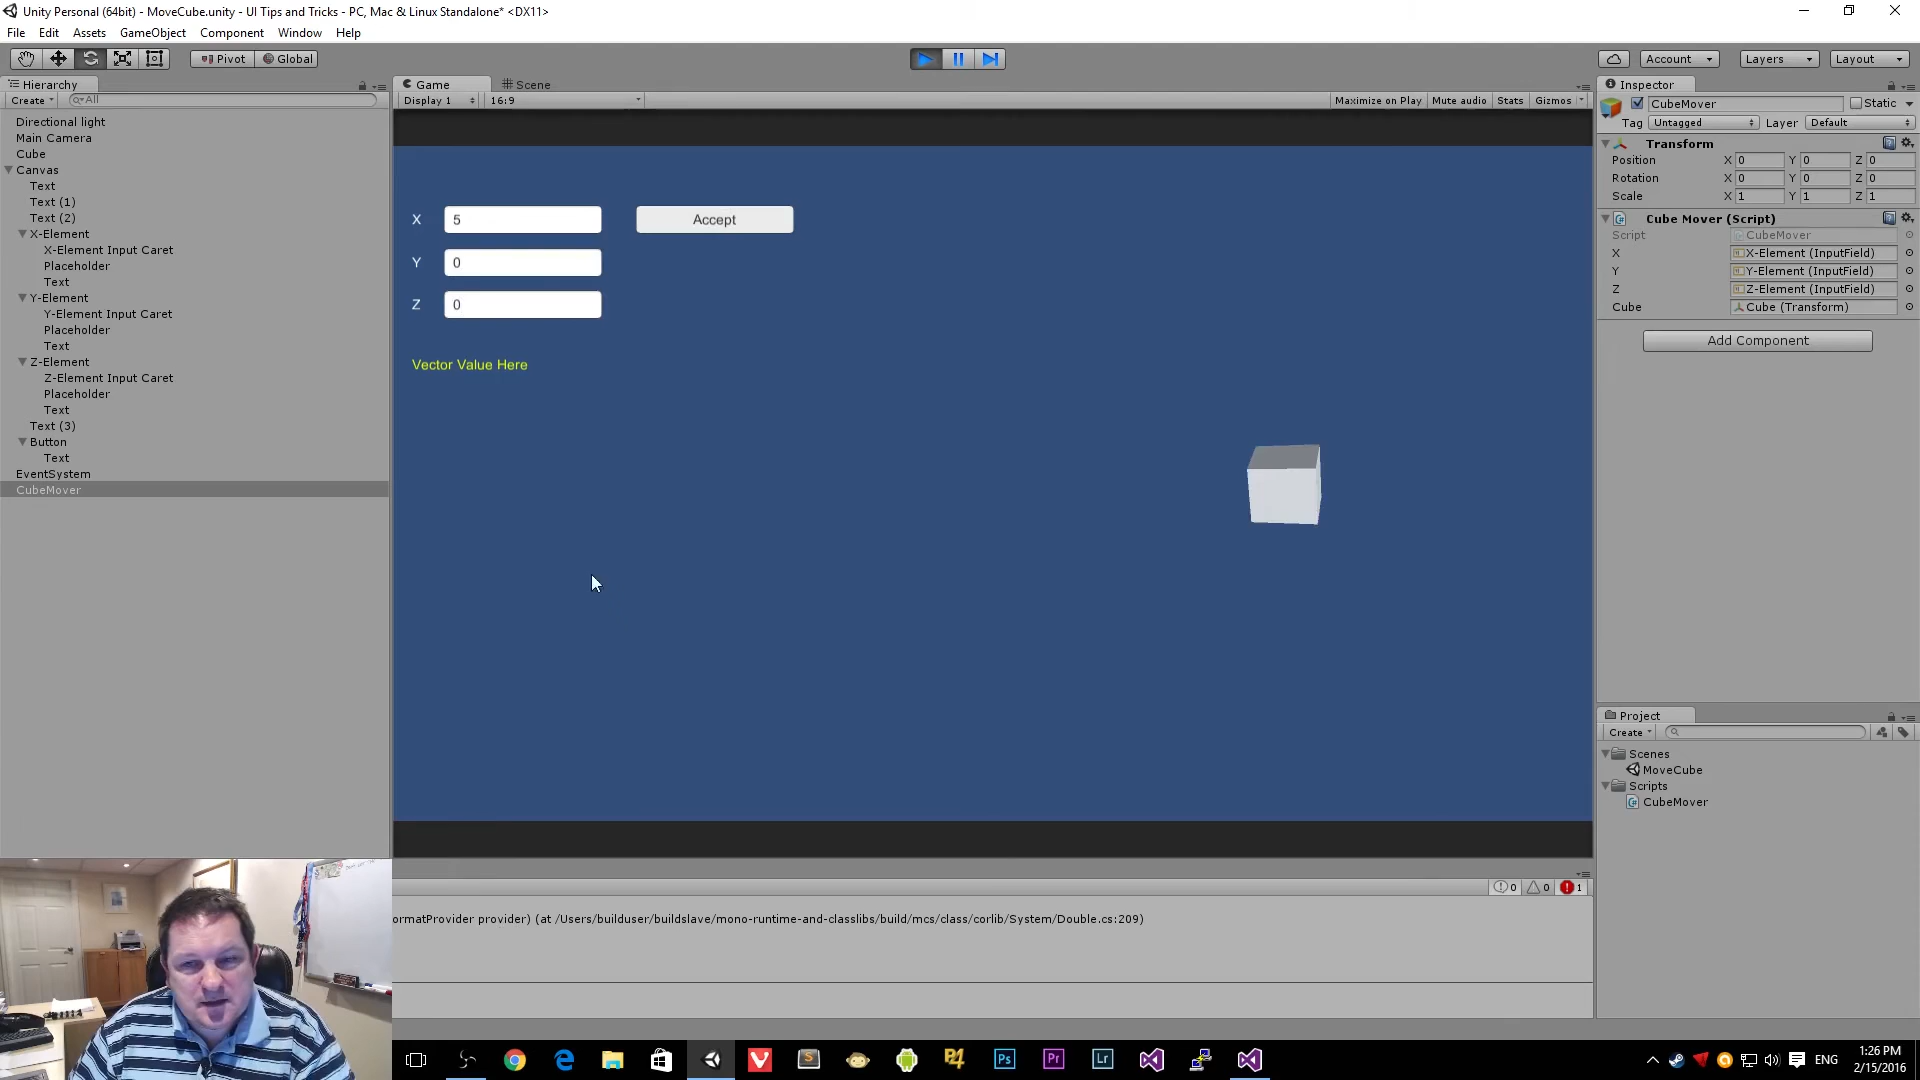 Unity Personal (64bit) - MoveCube.unity - UI Tips and Tricks - PC, Mac & Linux Standalone* <DX11>
File Edit Assets GameObject Component Window Help
Pivot Global Account Layers Layout
Hierarchy
Create All
Directional light
Main Camera
Cube
Canvas
Text
Text (1)
Text (2)
X-Element
X-Element Input Caret
Placeholder
Text
Y-Element
Y-Element Input Caret
Placeholder
Text
Z-Element
Z-Element Input Caret
Placeholder
Text
Text (3)
Button
Text
EventSystem
CubeMover
Game Scene
Display 1 16:9 Maximize on Play Mute audio Stats Gizmos
X 5 Accept
Y 0
Z 0
Vector Value Here
0 0 1
ormatProvider provider) (at /Users/builduser/buildslave/mono-runtime-and-classlibs/build/mcs/class/corlib/System/Double.cs:209)
Inspector
CubeMover Static
Tag Untagged Layer Default
Transform
Position X 0 Y 0 Z 0
Rotation X 0 Y 0 Z 0
Scale X 1 Y 1 Z 1
Cube Mover (Script)
Script CubeMover
X X-Element (InputField)
Y Y-Element (InputField)
Z Z-Element (InputField)
Cube Cube (Transform)
Add Component
Project
Create
Scenes
MoveCube
Scripts
CubeMover
Ps Pr Lr
ENG
1:26 PM
2/15/2016